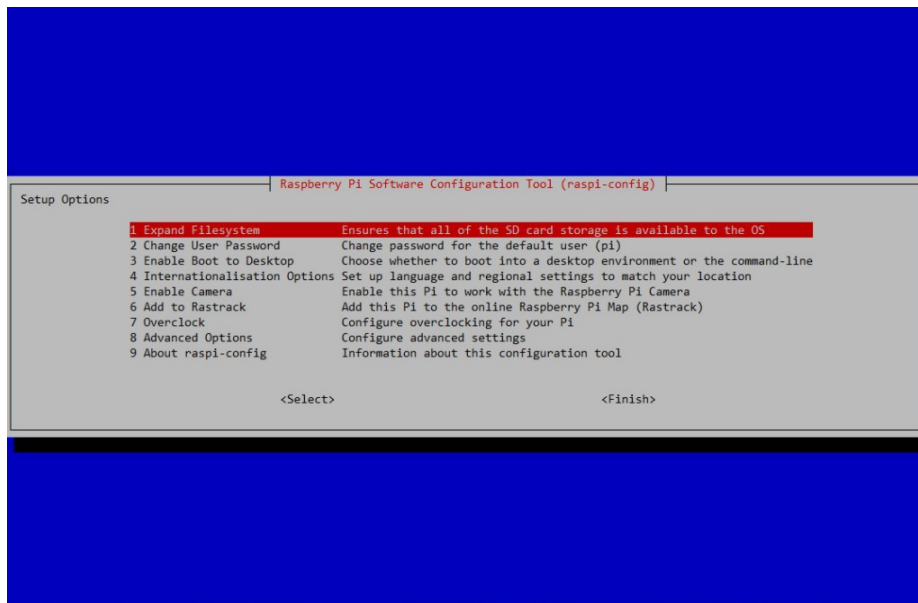 Raspberry Pi Software Configuration Tool (raspi-config)
Setup Options
1 Expand Filesystem Ensures that all of the SD card storage is available to the OS
2 Change User Password Change password for the default user (pi)
3 Enable Boot to Desktop Choose whether to boot into a desktop environment or the command-line
4 Internationalisation Options Set up language and regional settings to match your location
5 Enable Camera Enable this Pi to work with the Raspberry Pi Camera
6 Add to Rastrack Add this Pi to the online Raspberry Pi Map (Rastrack)
7 Overclock Configure overclocking for your Pi
8 Advanced Options Configure advanced settings
9 About raspi-config Information about this configuration tool
<Select> <Finish>